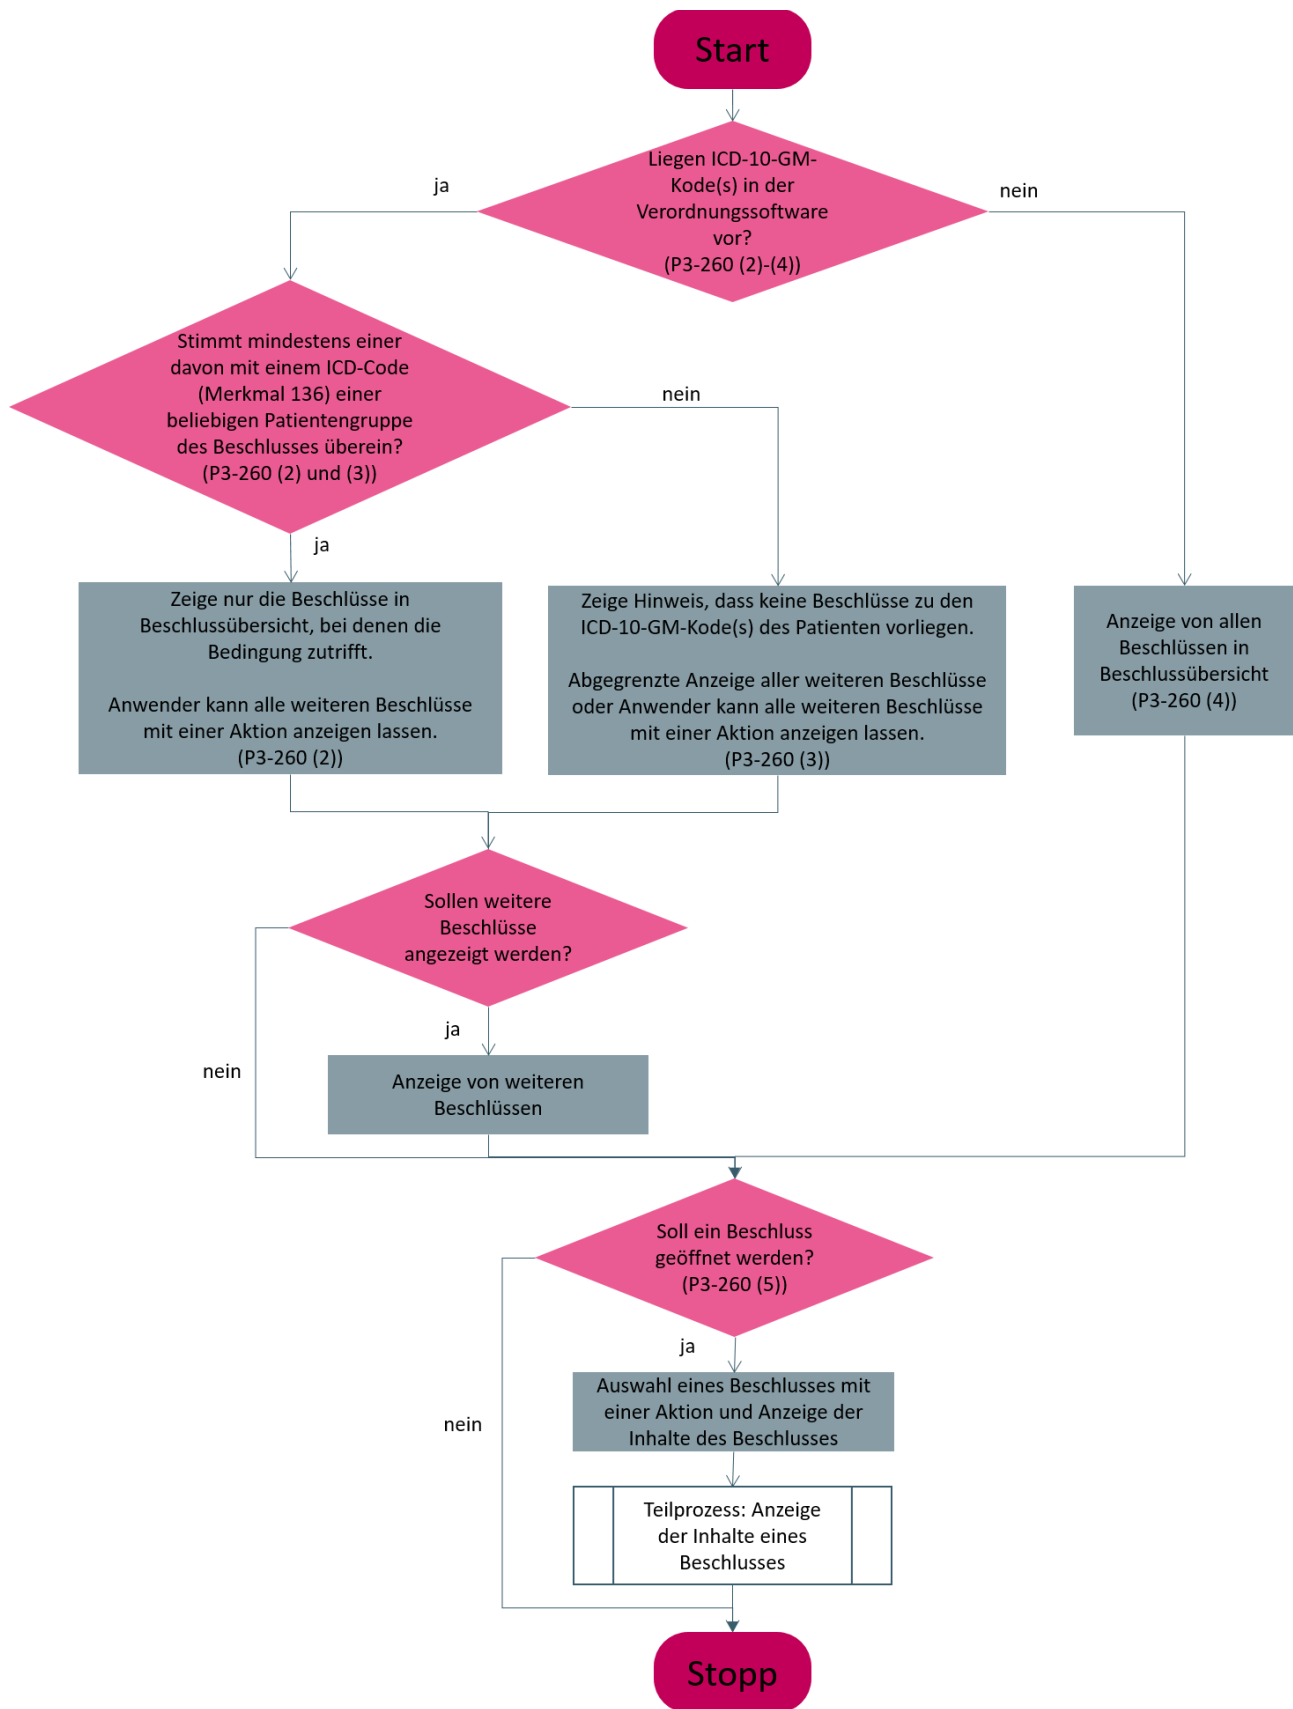 Start
Liegen ICD-10-GM-
Kode(s) in der
Verordnungssoftware
vor?
(P3-260 (2)-(4))
ja
nein
Stimmt mindestens einer
davon mit einem ICD-Code
(Merkmal 136) einer
beliebigen Patientengruppe
des Beschlusses überein?
(P3-260 (2) und (3))
nein
ja
Zeige nur die Beschlüsse in
Beschlussübersicht, bei denen die
Bedingung zutrifft.
Anwender kann alle weiteren Beschlüsse
mit einer Aktion anzeigen lassen.
(P3-260 (2))
Zeige Hinweis, dass keine Beschlüsse zu den
ICD-10-GM-Kode(s) des Patienten vorliegen.
Abgegrenzte Anzeige aller weiteren Beschlüsse
oder Anwender kann alle weiteren Beschlüsse
mit einer Aktion anzeigen lassen.
(P3-260 (3))
Anzeige von allen
Beschlüssen in
Beschlussübersicht
(P3-260 (4))
Sollen weitere
Beschlüsse
angezeigt werden?
ja
nein
Anzeige von weiteren
Beschlüssen
Soll ein Beschluss
geöffnet werden?
(P3-260 (5))
ja
nein
Auswahl eines Beschlusses mit
einer Aktion und Anzeige der
Inhalte des Beschlusses
Teilprozess: Anzeige
der Inhalte eines
Beschlusses
Stopp